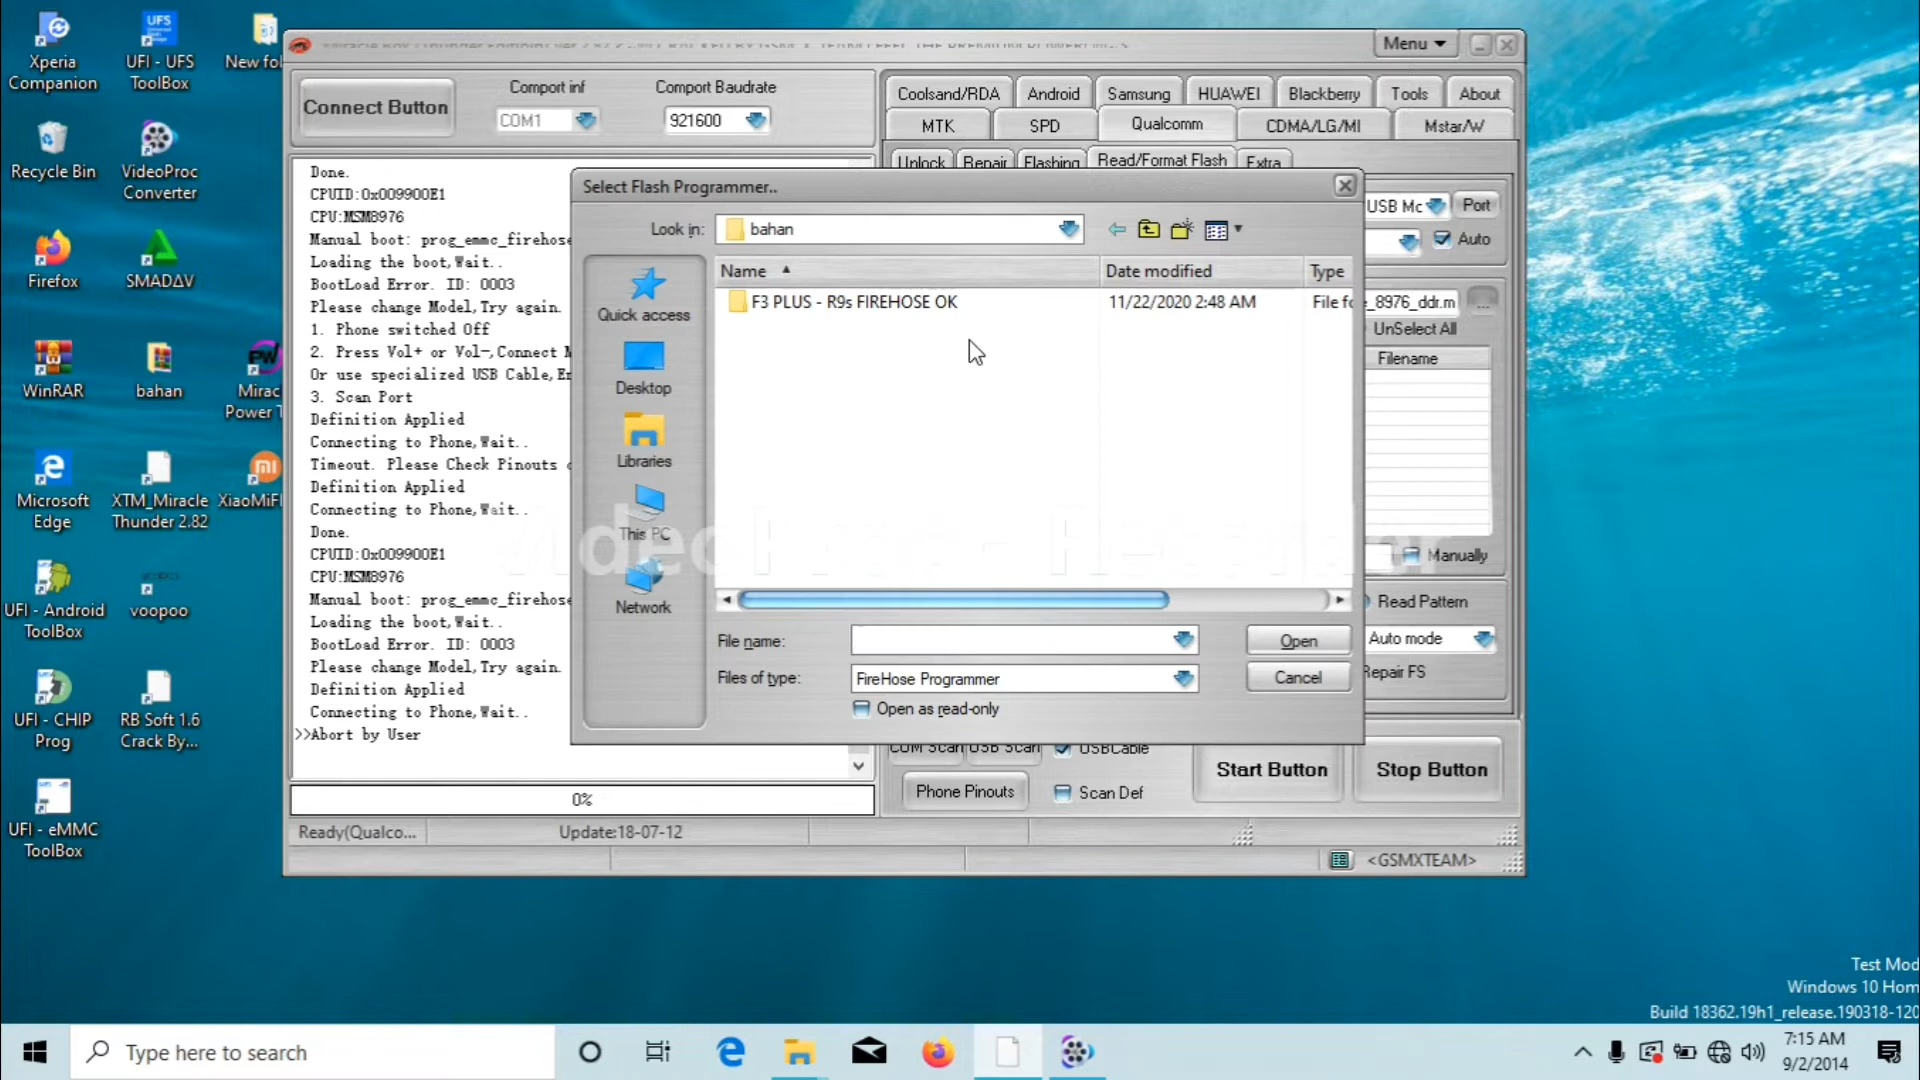 Xperia
Companion
UFI - UFS
ToolBox
New fol
Recycle Bin
VideoProc
Converter
Firefox
SMADΔV
WinRAR
bahan
Mirac
Power T
Microsoft
Edge
XTM_Miracle
Thunder 2.82
XiaoMiFl
UFI - Android
ToolBox
voopoo
UFI - CHIP
Prog
RB Soft 1.6
Crack By...
UFI - eMMC
ToolBox
Menu
Connect Button
Comport inf
Comport Baudrate
COM1
921600
Coolsand/RDA
Android
Samsung
HUAWEI
Blackberry
Tools
About
MTK
SPD
Qualcomm
CDMA/LG/MI
Mstar/W
Unlock
Repair
Flashing
Read/Format Flash
Extra
Done.
CPUID:0x009900E1
CPU:MSM8976
Manual boot: prog_emmc_firehose
Loading the boot,Wait..
BootLoad Error. ID: 0003
Please change Model,Try again.
1. Phone switched Off
2. Press Vol+ or Vol-,Connect
Or use specialized USB Cable,
3. Scan Port
Definition Applied
Connecting to Phone,Wait..
Timeout. Please Check Pinouts
Definition Applied
Connecting to Phone,Wait..
Done.
CPUID:0x009900E1
CPU:MSM8976
Manual boot: prog_emmc_firehose
Loading the boot,Wait..
BootLoad Error. ID: 0003
Please change Model,Try again.
Definition Applied
Connecting to Phone,Wait..
>>Abort by User
Select Flash Programmer..
Look in:
bahan
Name
Date modified
Type
F3 PLUS - R9s FIREHOSE OK
11/22/2020 2:48 AM
File fo
Quick access
Desktop
Libraries
This PC
Network
File name:
Open
Files of type:
FireHose Programmer
Cancel
Open as read-only
USB Mc
Port
Auto
_8976_ddr.m
...
UnSelect All
Filename
Manually
Read Pattern
Auto mode
Repair FS
COM Scan
USB Scan
USBCable
Phone Pinouts
Scan Def
Start Button
Stop Button
0%
Ready(Qualco...
Update:18-07-12
<GSMXTEAM>
Test Mod
Windows 10 Hom
Build 18362.19h1_release.190318-120
Type here to search
7:15 AM
9/2/2014